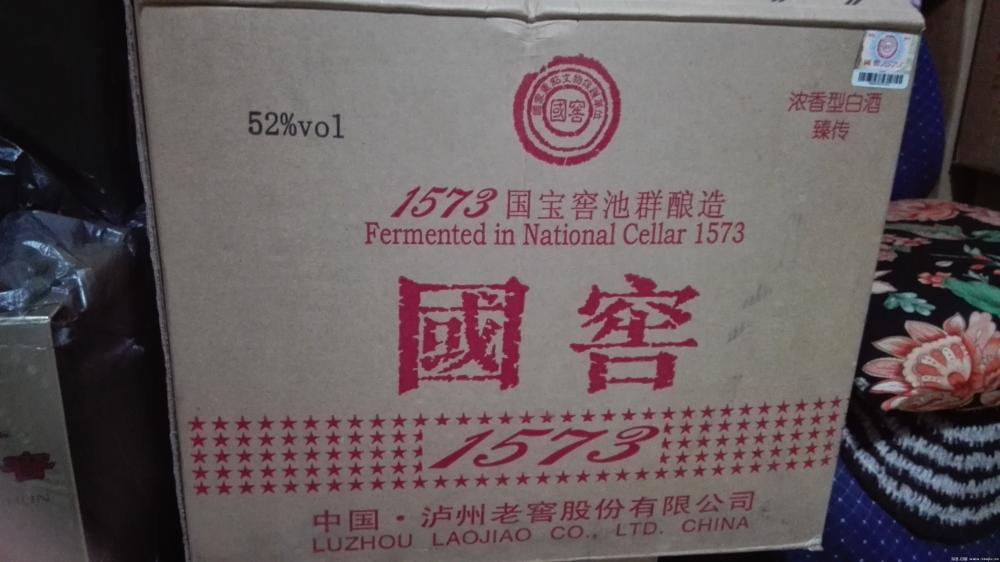 國窖
52%vol
浓香型白酒
臻传
1573 国宝窖池群酿造
Fermented in National Cellar 1573
國窖
1573
中国·泸州老窖股份有限公司
LUZHOU LAOJIAO CO., LTD. CHINA